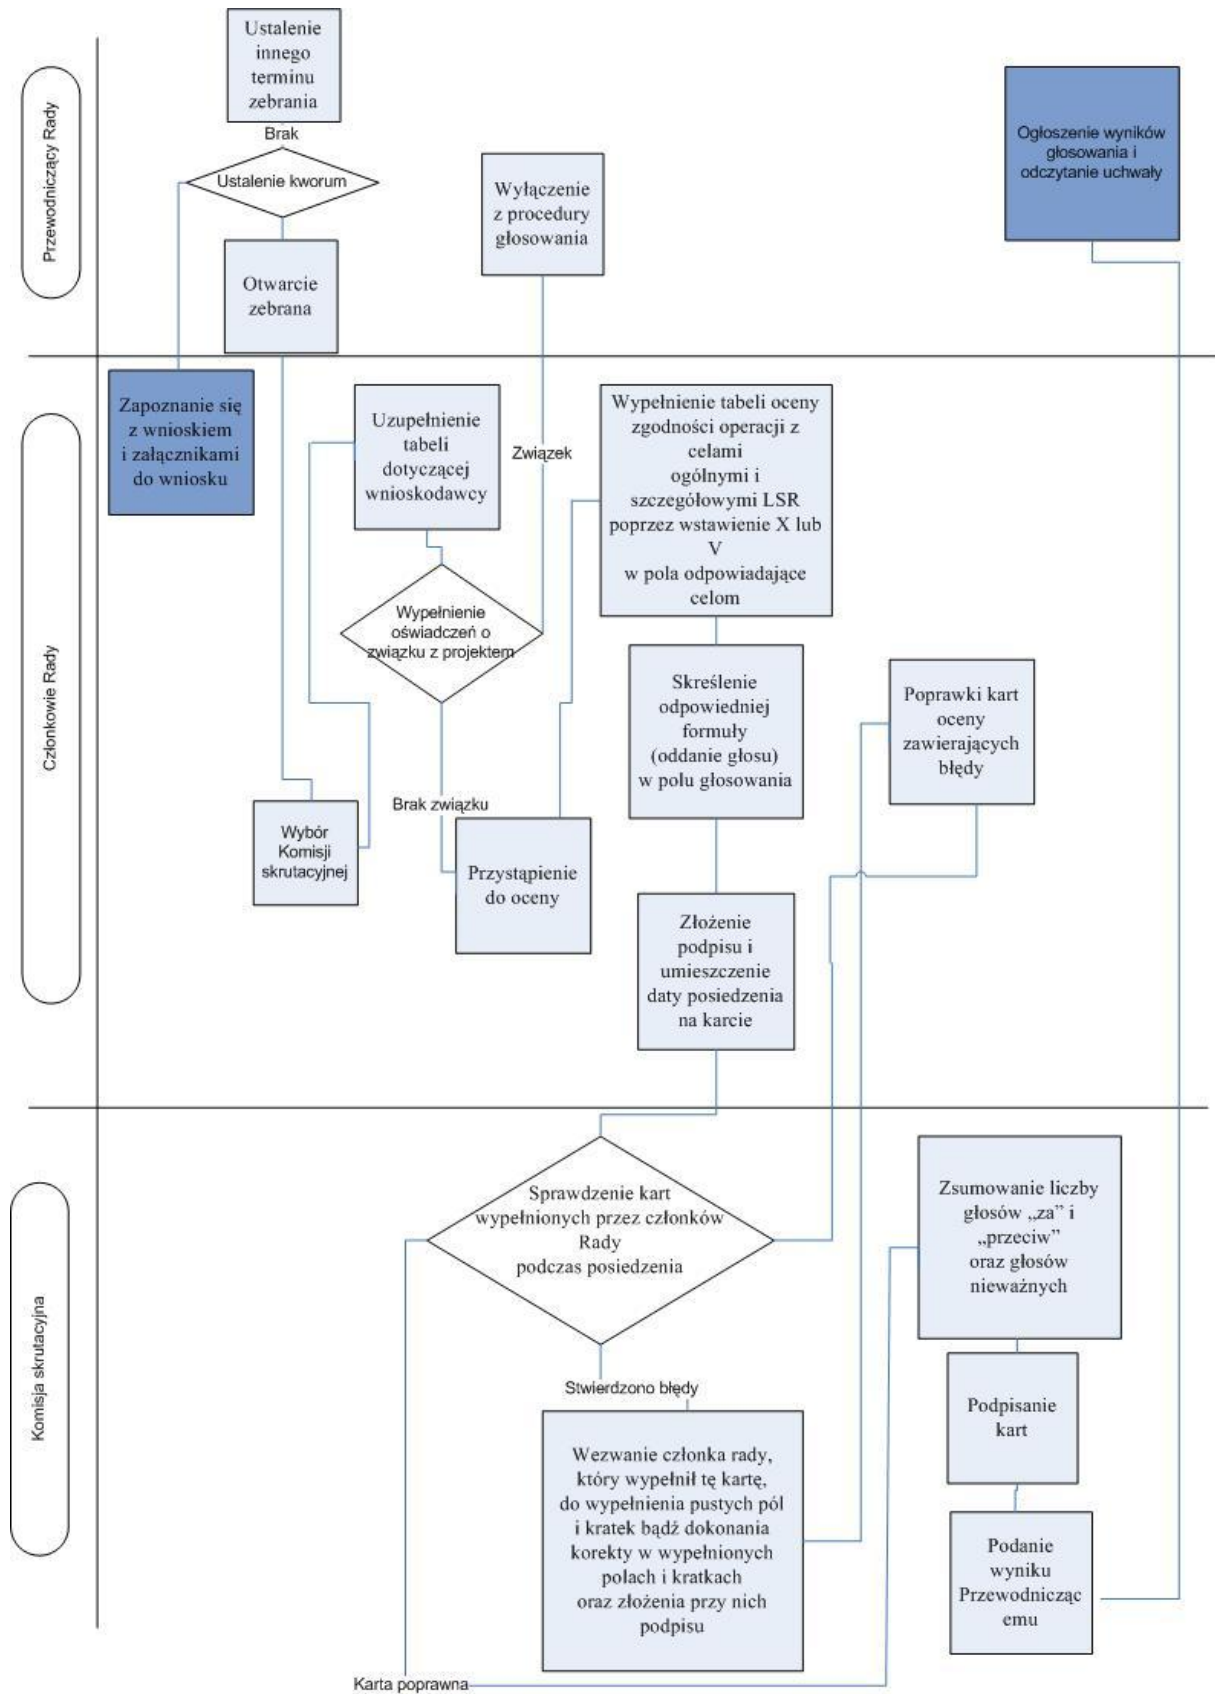 Przewodniczący Rady
Ustalenie
innego
terminu
zebrania
Brak
Ustalenie kworum
Otwarcie
zebrana
Wyłączenie
z procedury
głosowania
Ogłoszenie wyników
głosowania i
odczytanie uchwały
Członkowie Rady
Zapoznanie się
z wnioskiem
i załącznikami
do wniosku
Uzupełnienie
tabeli
dotyczącej
wnioskodawcy
Związek
Wypełnienie
oświadczeń o
związku z projektem
Brak związku
Wybór
Komisji
skrutacyjnej
Przystąpienie
do oceny
Wypełnienie tabeli oceny
zgodności operacji z
celami
ogólnymi i
szczegółowymi LSR
poprzez wstawienie X lub
V
w pola odpowiadające
celom
Skreślenie
odpowiedniej
formuły
(oddanie głosu)
w polu głosowania
Złożenie
podpisu i
umieszczenie
daty posiedzenia
na karcie
Poprawki kart
oceny
zawierających
błędy
Komisja skrutacyjna
Sprawdzenie kart
wypełnionych przez członków
Rady
podczas posiedzenia
Stwierdzono błędy
Wezwanie członka rady,
który wypełnił tę kartę,
do wypełnienia pustych pól
i kratek bądź dokonania
korekty w wypełnionych
polach i kratkach
oraz złożenia przy nich
podpisu
Karta poprawna
Zsumowanie liczby
głosów „za” i
„przeciw”
oraz głosów
nieważnych
Podpisanie
kart
Podanie
wyniku
Przewodnicząc
emu